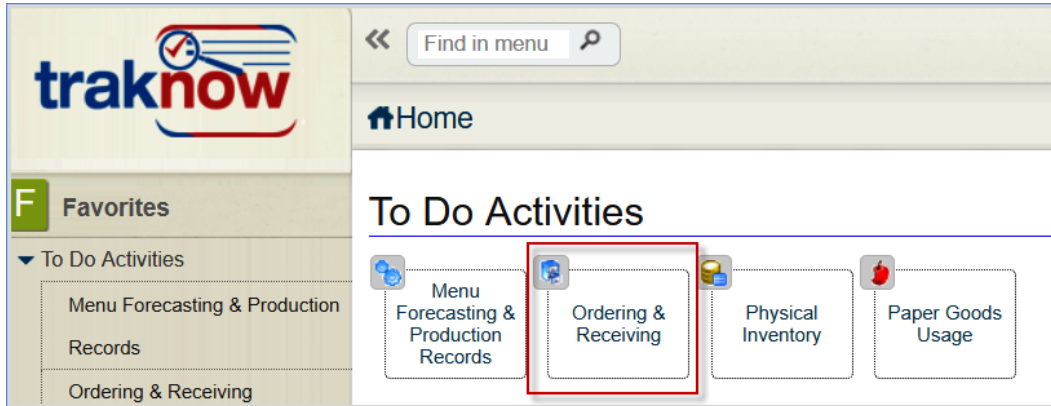 traknow
Find in menu
Home
F Favorites
To Do Activities
Menu Forecasting & Production
Records
Ordering & Receiving
To Do Activities
Menu
Forecasting &
Production
Records
Ordering &
Receiving
Physical
Inventory
Paper Goods
Usage